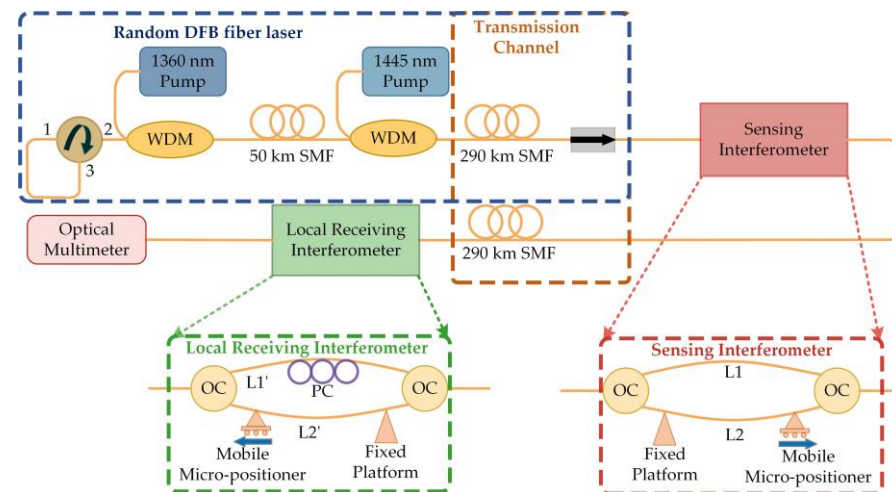 Random DFB fiber laser
Transmission
Channel
1360 nm
Pump
1445 nm
Pump
1
2
3
WDM
50 km SMF
WDM
290 km SMF
Sensing
Interferometer
Optical
Multimeter
Local Receiving
Interferometer
290 km SMF
Local Receiving Interferometer
OC
L1'
PC
OC
L2'
Mobile
Micro-positioner
Fixed
Platform
Sensing Interferometer
OC
L1
OC
L2
Fixed
Platform
Mobile
Micro-positioner